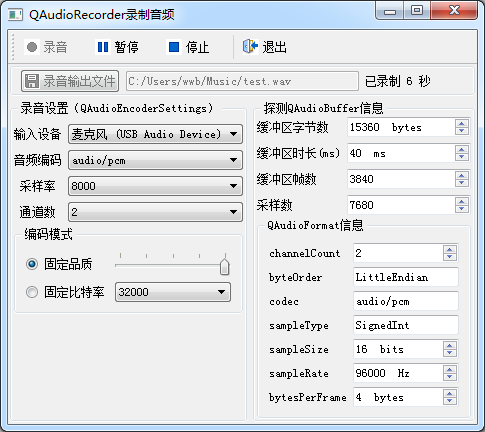 QAudioRecorder录制音频
录音 暂停 停止 退出
录音输出文件 C:/Users/wwb/Music/test.wav 已录制 6 秒
录音设置 (QAudioEncoderSettings)
输入设备 麦克风 (USB Audio Device)
音频编码 audio/pcm
采样率 8000
通道数 2
编码模式
固定品质
固定比特率 32000
探测QAudioBuffer信息
缓冲区字节数 15360 bytes
缓冲区时长(ms) 40 ms
缓冲区帧数 3840
采样数 7680
QAudioFormat信息
channelCount 2
byteOrder LittleEndian
codec audio/pcm
sampleType SignedInt
sampleSize 16 bits
sampleRate 96000 Hz
bytesPerFrame 4 bytes